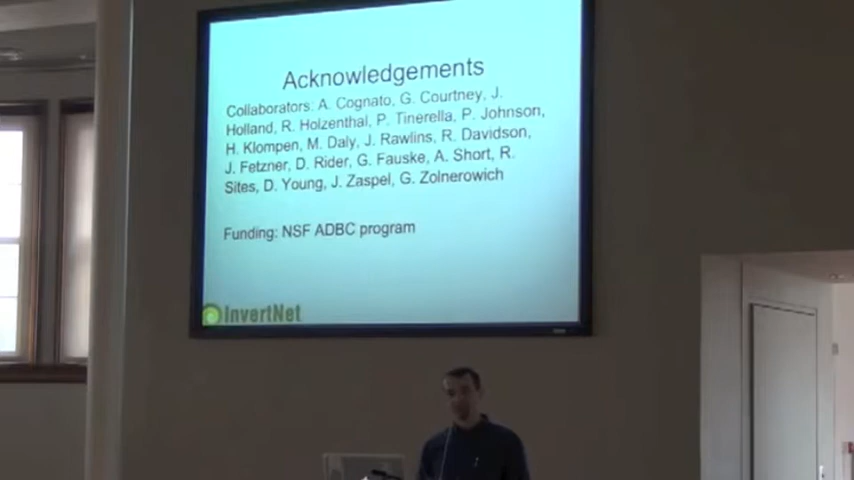 Acknowledgements
Collaborators: A. Cognato, G. Courtney, J.
Holland, R. Holzenthal, P. Tinerella, P. Johnson,
H. Klompen, M. Daly, J. Rawlins, R. Davidson,
J. Fetzner, D. Rider, G. Fauske, A. Short, R.
Sites, D. Young, J. Zaspel, G. Zolnerowich
Funding: NSF ADBC program
InvertNet